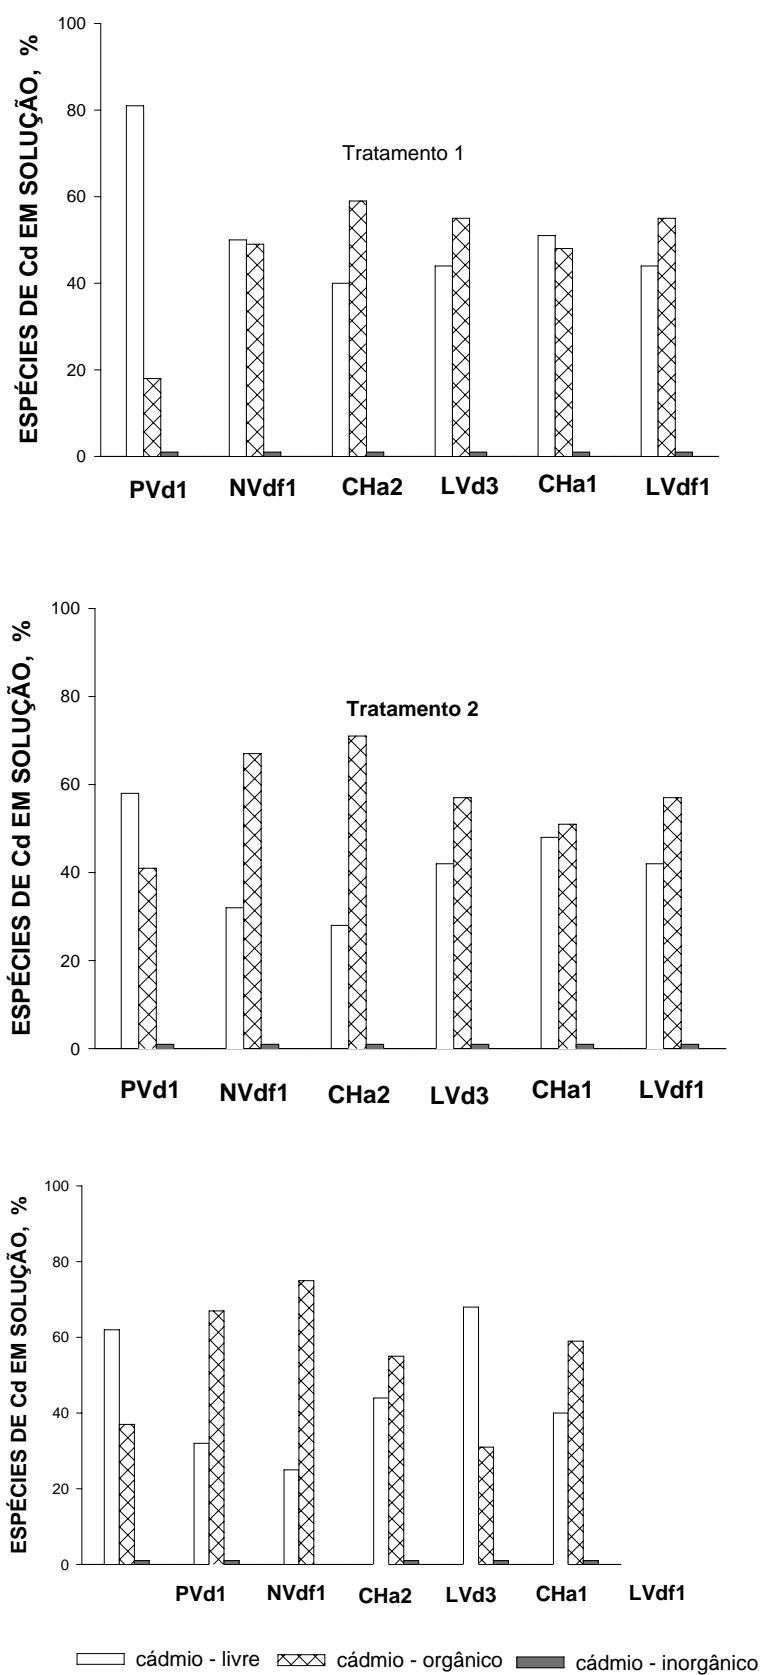 ESPÉCIES DE Cd EM SOLUÇÃO, %
100
80
60
40
20
0
Tratamento 1
PVd1 NVdf1 CHa2 LVd3 CHa1 LVdf1
ESPÉCIES DE Cd EM SOLUÇÃO, %
100
80
60
40
20
0
Tratamento 2
PVd1 NVdf1 CHa2 LVd3 CHa1 LVdf1
ESPÉCIES DE Cd EM SOLUÇÃO, %
100
80
60
40
20
0
PVd1 NVdf1 CHa2 LVd3 CHa1 LVdf1
cádmio - livre cádmio - orgânico cádmio - inorgânico